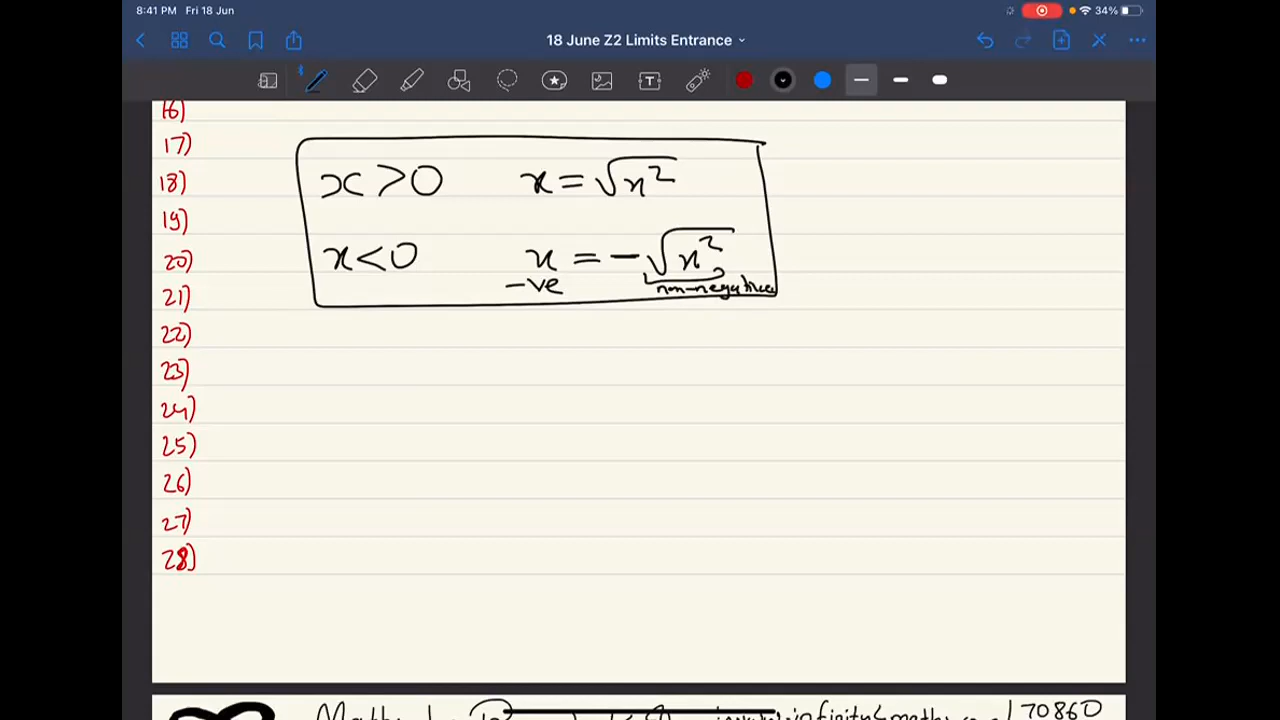 8:41 PM Fri 18 Jun 34%
18 June Z2 Limits Entrance
16)
17)
18) x > 0 x = √x²
19)
20) x < 0 x = -√x²
21) -ve non-negative
22)
23)
24)
25)
26)
27)
28)
170860